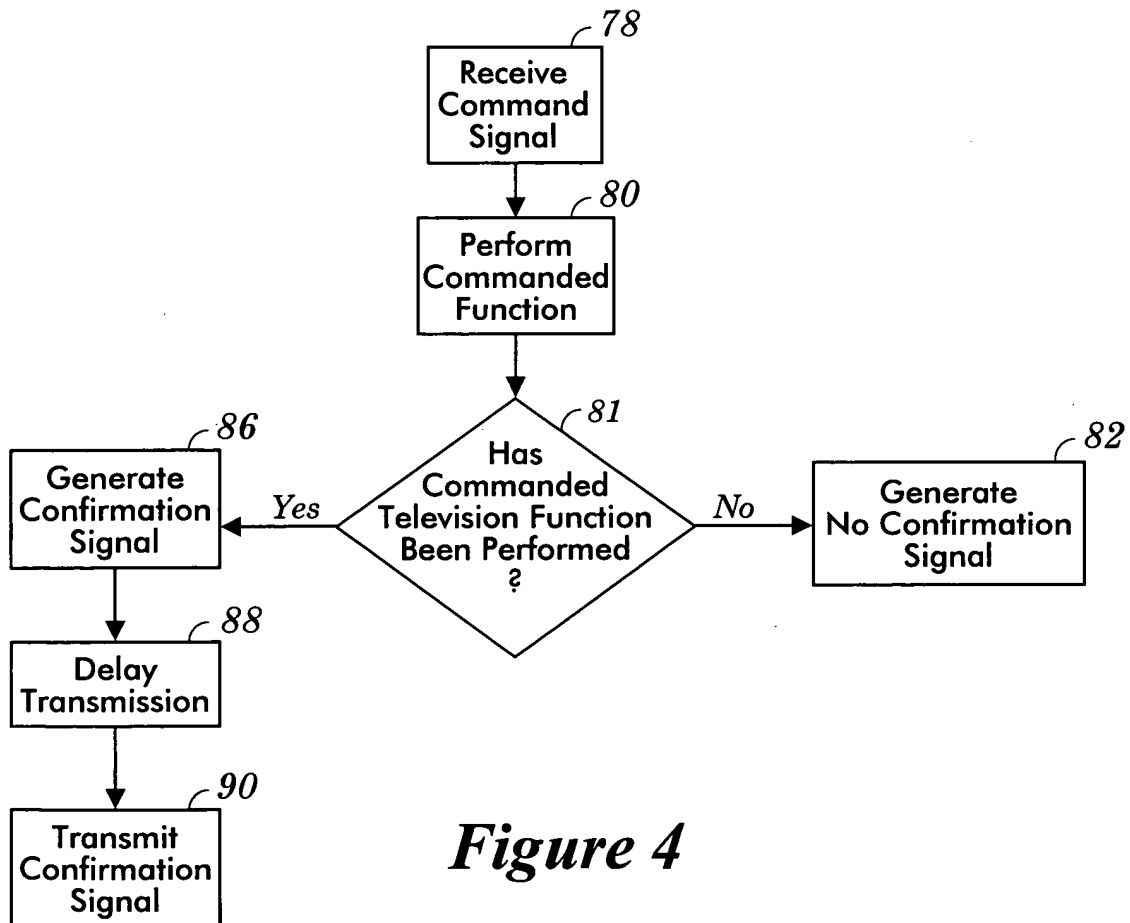 78
Receive
Command
Signal
80
Perform
Commanded
Function
81
Has
Commanded
Television Function
Been Performed
?
Yes
No
86
Generate
Confirmation
Signal
82
Generate
No Confirmation
Signal
88
Delay
Transmission
90
Transmit
Confirmation
Signal
Figure 4